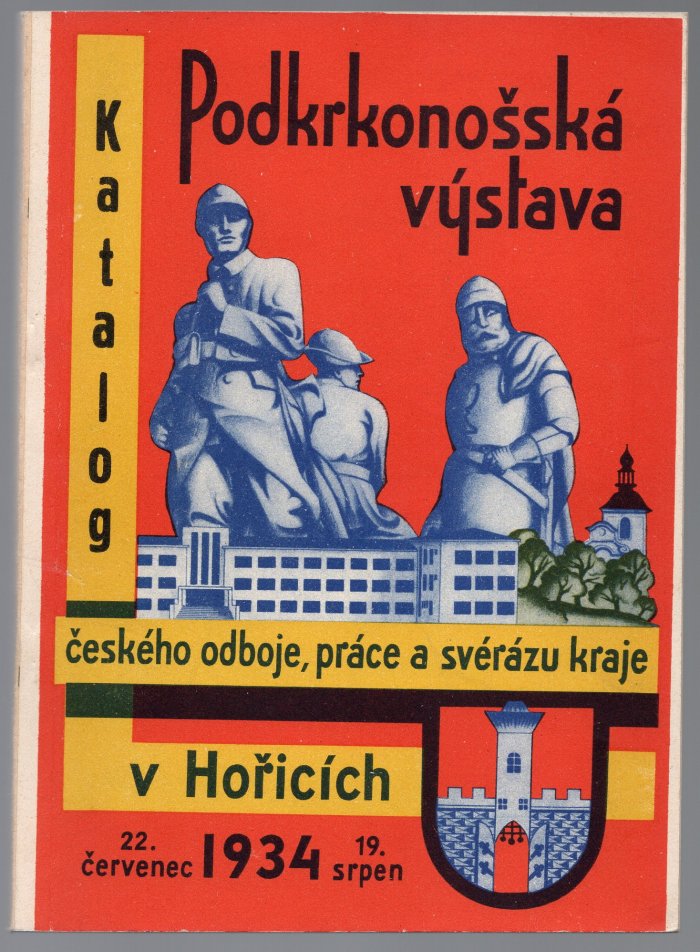 Katalog
Podkrkonošská
výstava
českého odboje, práce a svérázu kraje
v Hořicích
22.
červenec
1934
19.
srpen